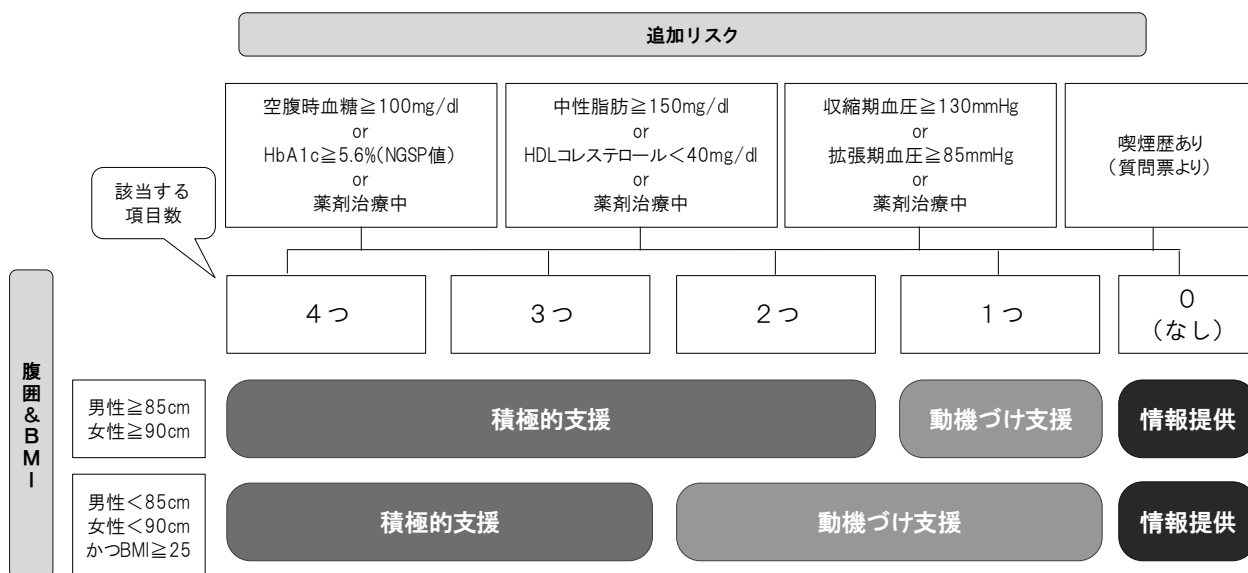 追加リスク
空腹時血糖≧100mg/dl
or
HbA1c≧5.6%(NGSP値)
or
薬剤治療中
中性脂肪≧150mg/dl
or
HDLコレステロール<40mg/dl
or
薬剤治療中
収縮期血圧≧130mmHg
or
拡張期血圧≧85mmHg
or
薬剤治療中
喫煙歴あり
(質問票より)
該当する
項目数
4つ
3つ
2つ
1つ
0
(なし)
腹囲&BMI
男性≧85cm
女性≧90cm
積極的支援
動機づけ支援
情報提供
男性<85cm
女性<90cm
かつBMI≧25
積極的支援
動機づけ支援
情報提供